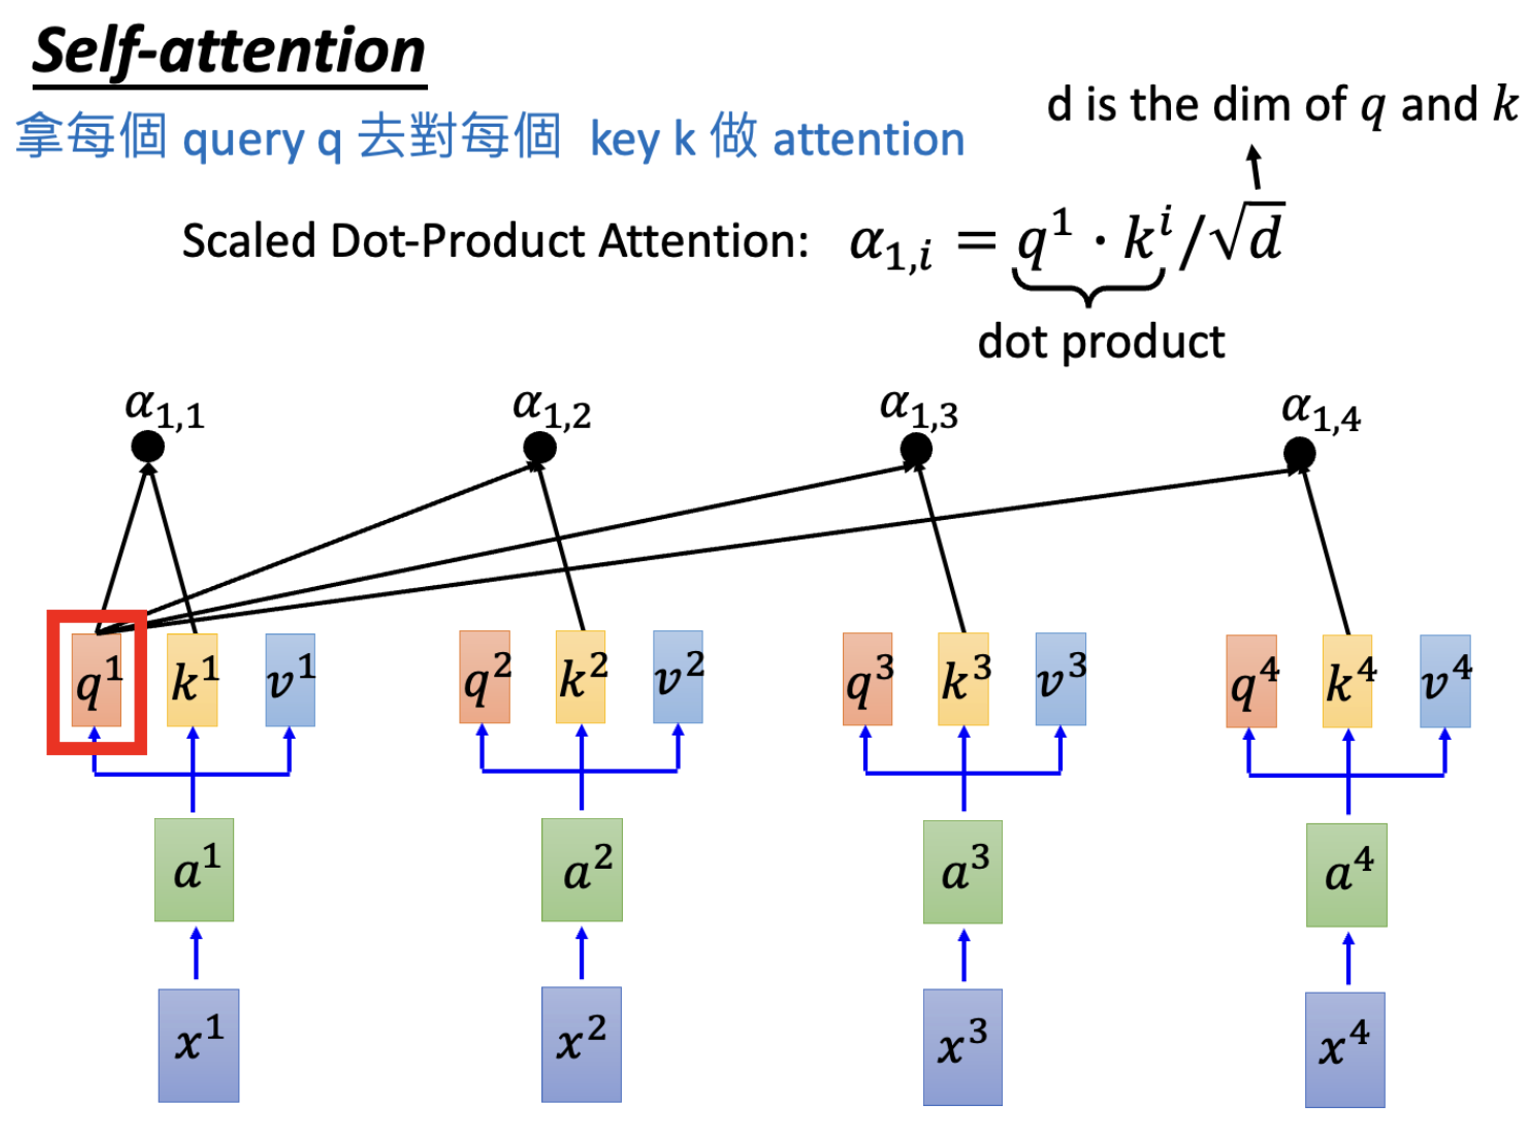 Self-attention
d is the dim of q and k
拿每個 query q 去對每個 key k 做 attention
Scaled Dot-Product Attention: α₁,ᵢ = q¹ · kⁱ/√d
dot product
α₁,₁ α₁,₂ α₁,₃ α₁,₄
q¹ k¹ v¹ q² k² v² q³ k³ v³ q⁴ k⁴ v⁴
a¹ a² a³ a⁴
x¹ x² x³ x⁴